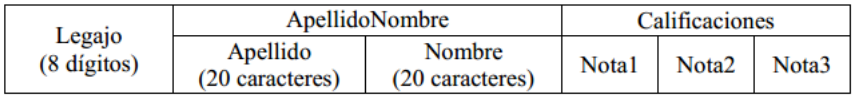 Legajo
(8 dígitos)
ApellidoNombre
Calificaciones
Apellido
(20 caracteres)
Nombre
(20 caracteres)
Nota1
Nota2
Nota3